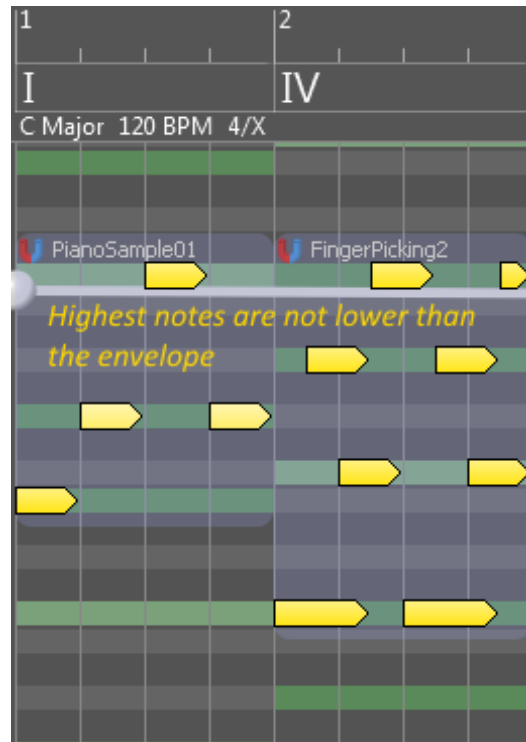 1 2
I IV
C Major 120 BPM 4/X
PianoSample01 FingerPicking2
Highest notes are not lower than
the envelope